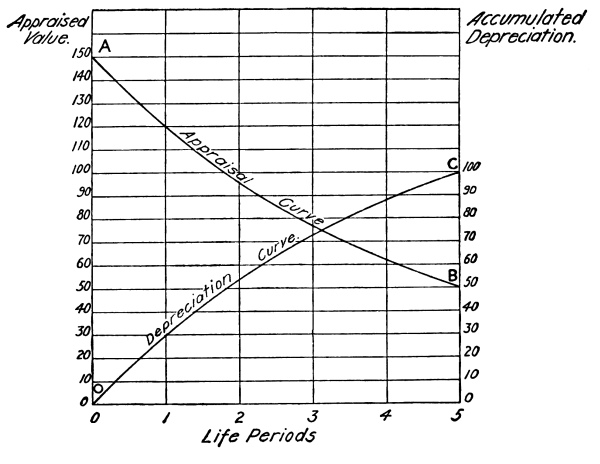 Appraised
Value.
Accumulated
Depreciation.
A
150
140
130
120
110
100
90
80
70
60
50
40
30
20
10
0
Appraisal
Curve
Depreciation
Curve.
C
B
O
100
90
80
70
60
50
40
30
20
10
0
0 1 2 3 4 5
Life Periods